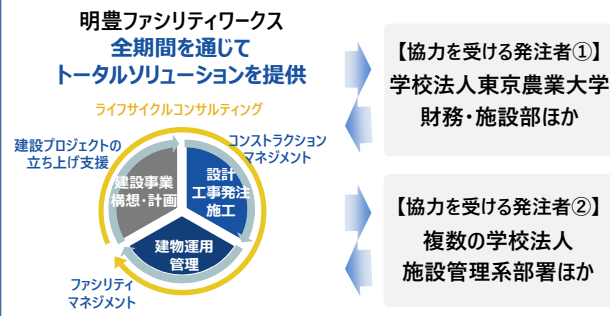 明豊ファシリティワークス
全期間を通じて
トータルソリューションを提供
ライフサイクルコンサルティング
建設プロジェクトの
立ち上げ支援
コンストラクション
マネジメント
建設事業
構想・計画
設計
工事発注
施工
建物運用
管理
ファシリティ
マネジメント
【協力を受ける発注者①】
学校法人東京農業大学
財務・施設部ほか
【協力を受ける発注者②】
複数の学校法人
施設管理系部署ほか